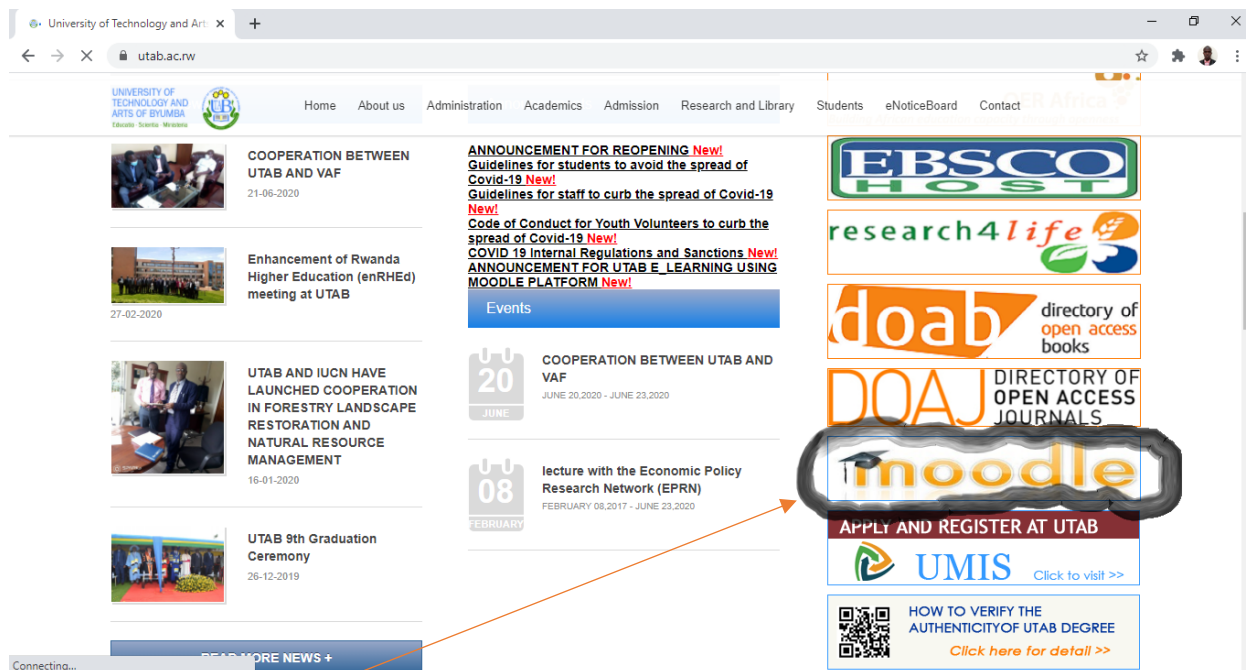 University of Technology and Art
utab.ac.rw
UNIVERSITY OF
TECHNOLOGY AND
ARTS OF BYUMBA
Home About us Administration Academics Admission Research and Library Students eNoticeBoard Contact
COOPERATION BETWEEN
UTAB AND VAF
21-06-2020
Enhancement of Rwanda
Higher Education (enRHEd)
meeting at UTAB
27-02-2020
UTAB AND IUCN HAVE
LAUNCHED COOPERATION
IN FORESTRY LANDSCAPE
RESTORATION AND
NATURAL RESOURCE
MANAGEMENT
16-01-2020
UTAB 9th Graduation
Ceremony
26-12-2019
READ MORE NEWS +
Connecting...
ANNOUNCEMENT FOR REOPENING New!
Guidelines for students to avoid the spread of
Covid-19 New!
Guidelines for staff to curb the spread of Covid-19
New!
Code of Conduct for Youth Volunteers to curb the
spread of Covid-19 New!
COVID 19 Internal Regulations and Sanctions New!
ANNOUNCEMENT FOR UTAB E_LEARNING USING
MOODLE PLATFORM New!
Events
20
JUNE
COOPERATION BETWEEN UTAB AND
VAF
JUNE 20,2020 - JUNE 23,2020
08
FEBRUARY
lecture with the Economic Policy
Research Network (EPRN)
FEBRUARY 08,2017 - JUNE 23,2020
GER Africa
EBSCO
HOST
research4life
doab directory of
open access
books
DOAJ DIRECTORY OF
OPEN ACCESS
JOURNALS
moodle
APPLY AND REGISTER AT UTAB
UMIS Click to visit >>
HOW TO VERIFY THE
AUTHENTICITYOF UTAB DEGREE
Click here for detail >>